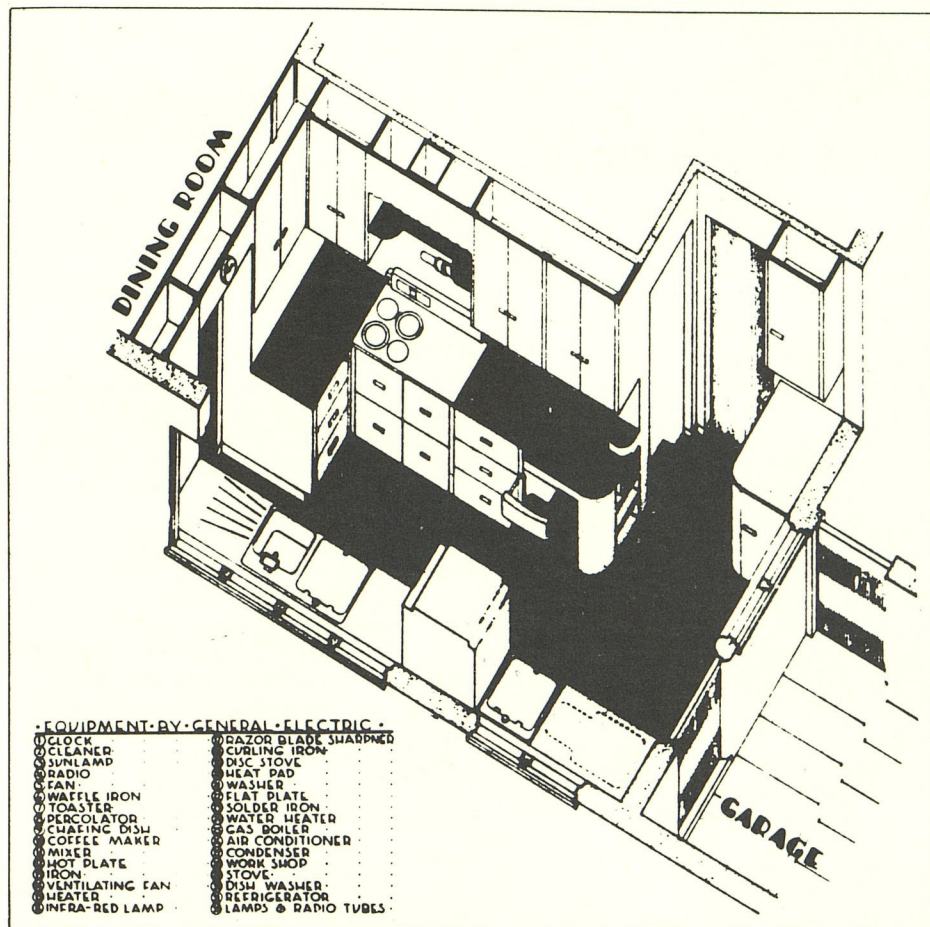 DINING ROOM
GARAGE
·EQUIPMENT·BY·GENERAL·ELECTRIC·
CLOCK
CLEANER
SUNLAMP
RADIO
FAN
WAFFLE IRON
TOASTER
PERCOLATOR
CHAFING DISH
COFFEE MAKER
MIXER
HOT PLATE
IRON
VENTILATING FAN
HEATER
INFRA-RED LAMP
RAZOR BLADE SHARPNER
CURLING IRON
DISC STOVE
HEAT PAD
WASHER
FLAT PLATE
SOLDER IRON
WATER HEATER
GAS BOILER
AIR CONDITIONER
CONDENSER
WORK SHOP
STOVE
DISH WASHER
REFRIGERATOR
LAMPS & RADIO TUBES